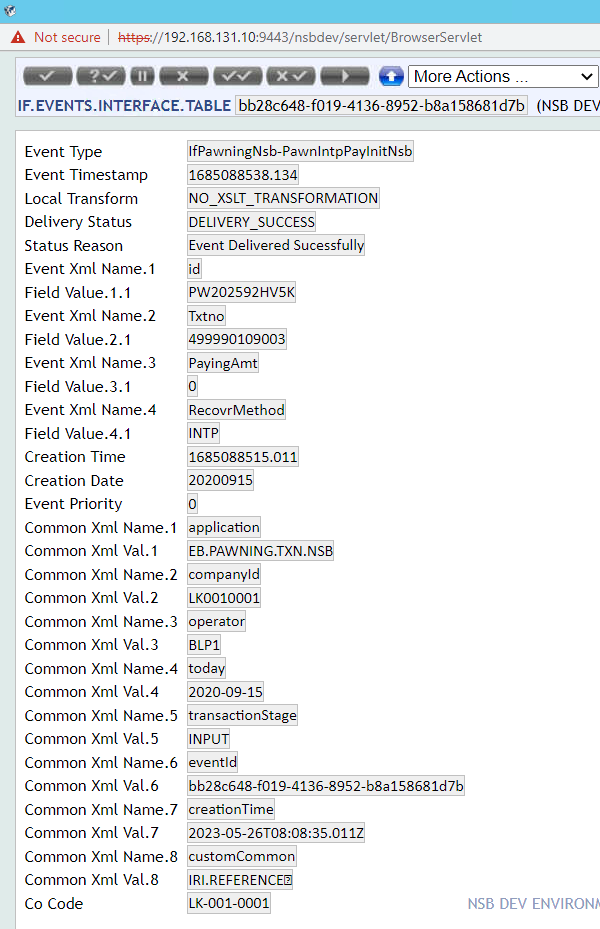 Not secure https://192.168.131.10:9443/nsbdev/servlet/BrowserServlet
More Actions ...
IF.EVENTS.INTERFACE.TABLE bb28c648-f019-4136-8952-b8a158681d7b (NSB DEV
Event Type IfPawningNsb-PawnIntpPayInitNsb
Event Timestamp 1685088538.134
Local Transform NO_XSLT_TRANSFORMATION
Delivery Status DELIVERY_SUCCESS
Status Reason Event Delivered Sucessfully
Event Xml Name.1 id
Field Value.1.1 PW202592HV5K
Event Xml Name.2 Txtno
Field Value.2.1 499990109003
Event Xml Name.3 PayingAmt
Field Value.3.1 0
Event Xml Name.4 RecovrMethod
Field Value.4.1 INTP
Creation Time 1685088515.011
Creation Date 20200915
Event Priority 0
Common Xml Name.1 application
Common Xml Val.1 EB.PAWNING.TXN.NSB
Common Xml Name.2 companyId
Common Xml Val.2 LK0010001
Common Xml Name.3 operator
Common Xml Val.3 BLP1
Common Xml Name.4 today
Common Xml Val.4 2020-09-15
Common Xml Name.5 transactionStage
Common Xml Val.5 INPUT
Common Xml Name.6 eventId
Common Xml Val.6 bb28c648-f019-4136-8952-b8a158681d7b
Common Xml Name.7 creationTime
Common Xml Val.7 2023-05-26T08:08:35.011Z
Common Xml Name.8 customCommon
Common Xml Val.8 IRI.REFERENCE
Co Code LK-001-0001
NSB DEV ENVIRONM